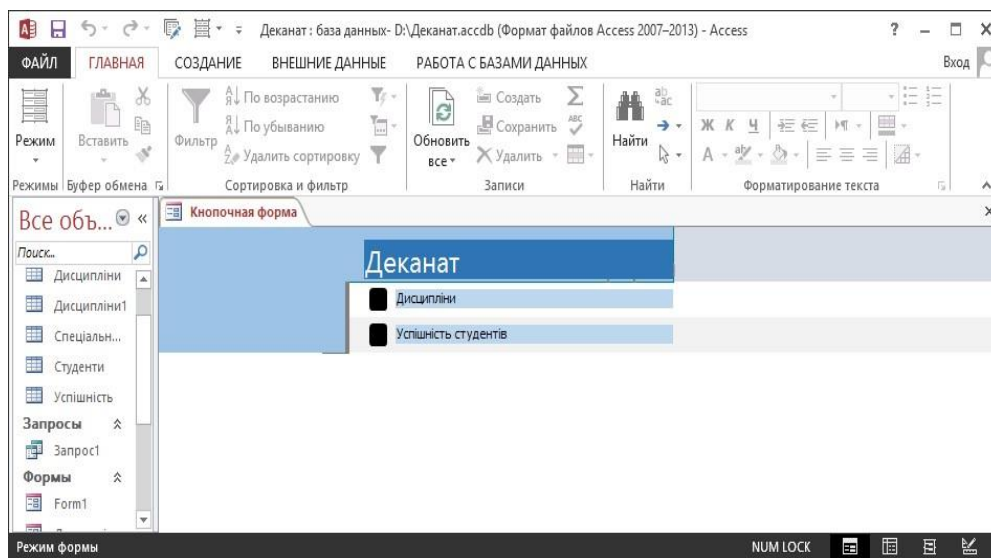 Деканат : база данных- D:\Деканат.accdb (Формат файлов Access 2007–2013) - Access
ФАЙЛ ГЛАВНАЯ СОЗДАНИЕ ВНЕШНИЕ ДАННЫЕ РАБОТА С БАЗАМИ ДАННЫХ Вход
Режим
Вставить
Фильтр
По возрастанию
По убыванию
Удалить сортировку
Обновить все
Создать
Сохранить
Удалить
Найти
Ж К Ч
А
Режимы Буфер обмена Сортировка и фильтр Записи Найти Форматирование текста
Все объ...
Поиск...
Дисципліни
Дисципліни1
Спеціальн...
Студенти
Успішність
Запросы
Запрос1
Формы
Form1
Кнопочная форма
Деканат
Дисципліни
Успішність студентів
Режим формы NUM LOCK